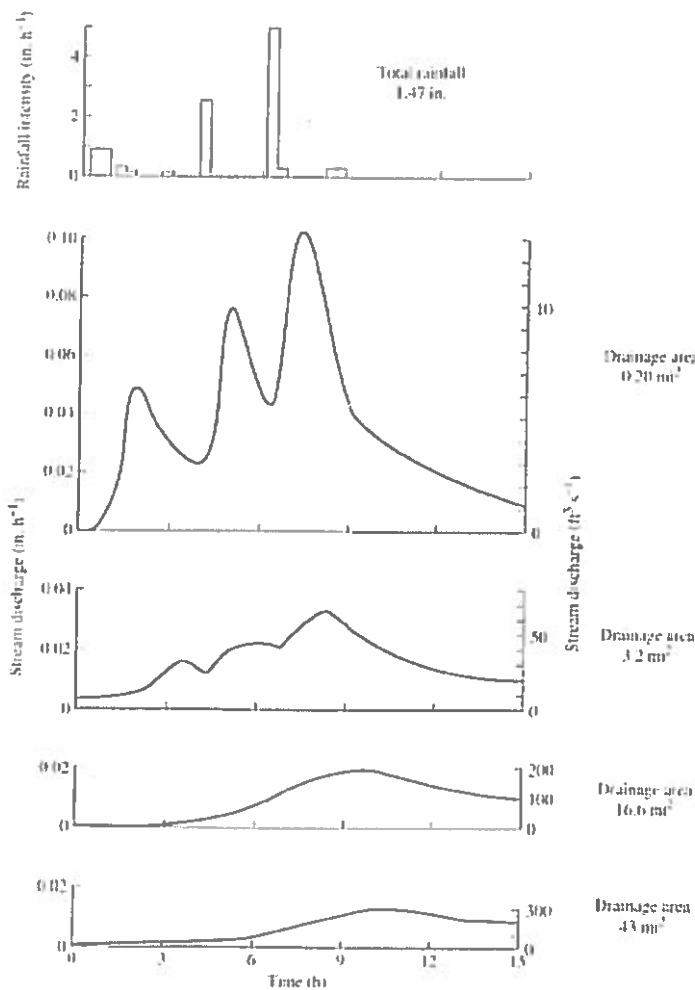 Rainfall intensity (in. h⁻¹)
4
2
0
Total rainfall
1.47 in.
Stream discharge (in. h⁻¹)
Stream discharge (ft³ s⁻¹)
0.10
0.08
0.06
0.04
0.02
0
10
0
Drainage area
0.20 mi²
0.04
0.02
0
50
0
Drainage area
3.2 mi²
0.02
0
200
100
0
Drainage area
16.6 mi²
0.02
0
300
0
Drainage area
43 mi²
0
3
6
9
12
15
Time (h)